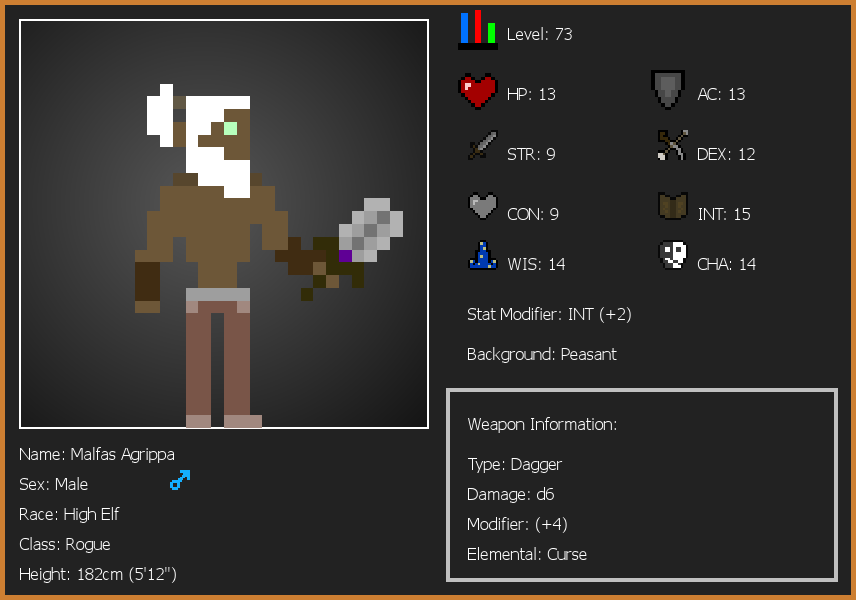 Level: 73
HP: 13
AC: 13
STR: 9
DEX: 12
CON: 9
INT: 15
WIS: 14
CHA: 14
Stat Modifier: INT (+2)
Background: Peasant
Weapon Information:
Type: Dagger
Damage: d6
Modifier: (+4)
Elemental: Curse
Name: Malfas Agrippa
Sex: Male
Race: High Elf
Class: Rogue
Height: 182cm (5'12")